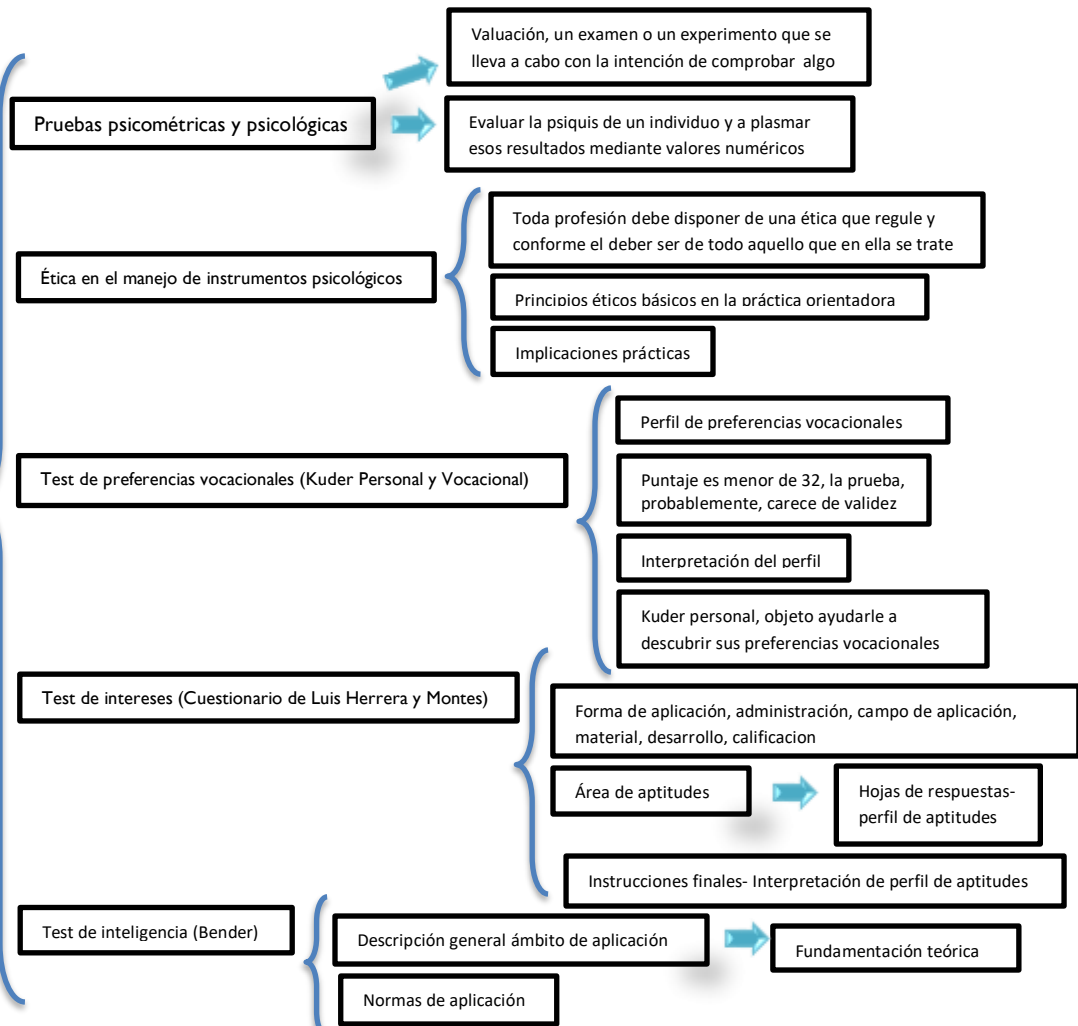 Valuación, un examen o un experimento que se
lleva a cabo con la intención de comprobar algo
Pruebas psicométricas y psicológicas
Evaluar la psiquis de un individuo y a plasmar
esos resultados mediante valores numéricos
Toda profesión debe disponer de una ética que regule y
conforme el deber ser de todo aquello que en ella se trate
Ética en el manejo de instrumentos psicológicos
Principios éticos básicos en la práctica orientadora
Implicaciones prácticas
Perfil de preferencias vocacionales
Test de preferencias vocacionales (Kuder Personal y Vocacional)
Puntaje es menor de 32, la prueba,
probablemente, carece de validez
Interpretación del perfil
Kuder personal, objeto ayudarle a
descubrir sus preferencias vocacionales
Test de intereses (Cuestionario de Luis Herrera y Montes)
Forma de aplicación, administración, campo de aplicación,
material, desarrollo, calificacion
Área de aptitudes
Hojas de respuestas-
perfil de aptitudes
Instrucciones finales- Interpretación de perfil de aptitudes
Test de inteligencia (Bender)
Descripción general ámbito de aplicación
Fundamentación teórica
Normas de aplicación